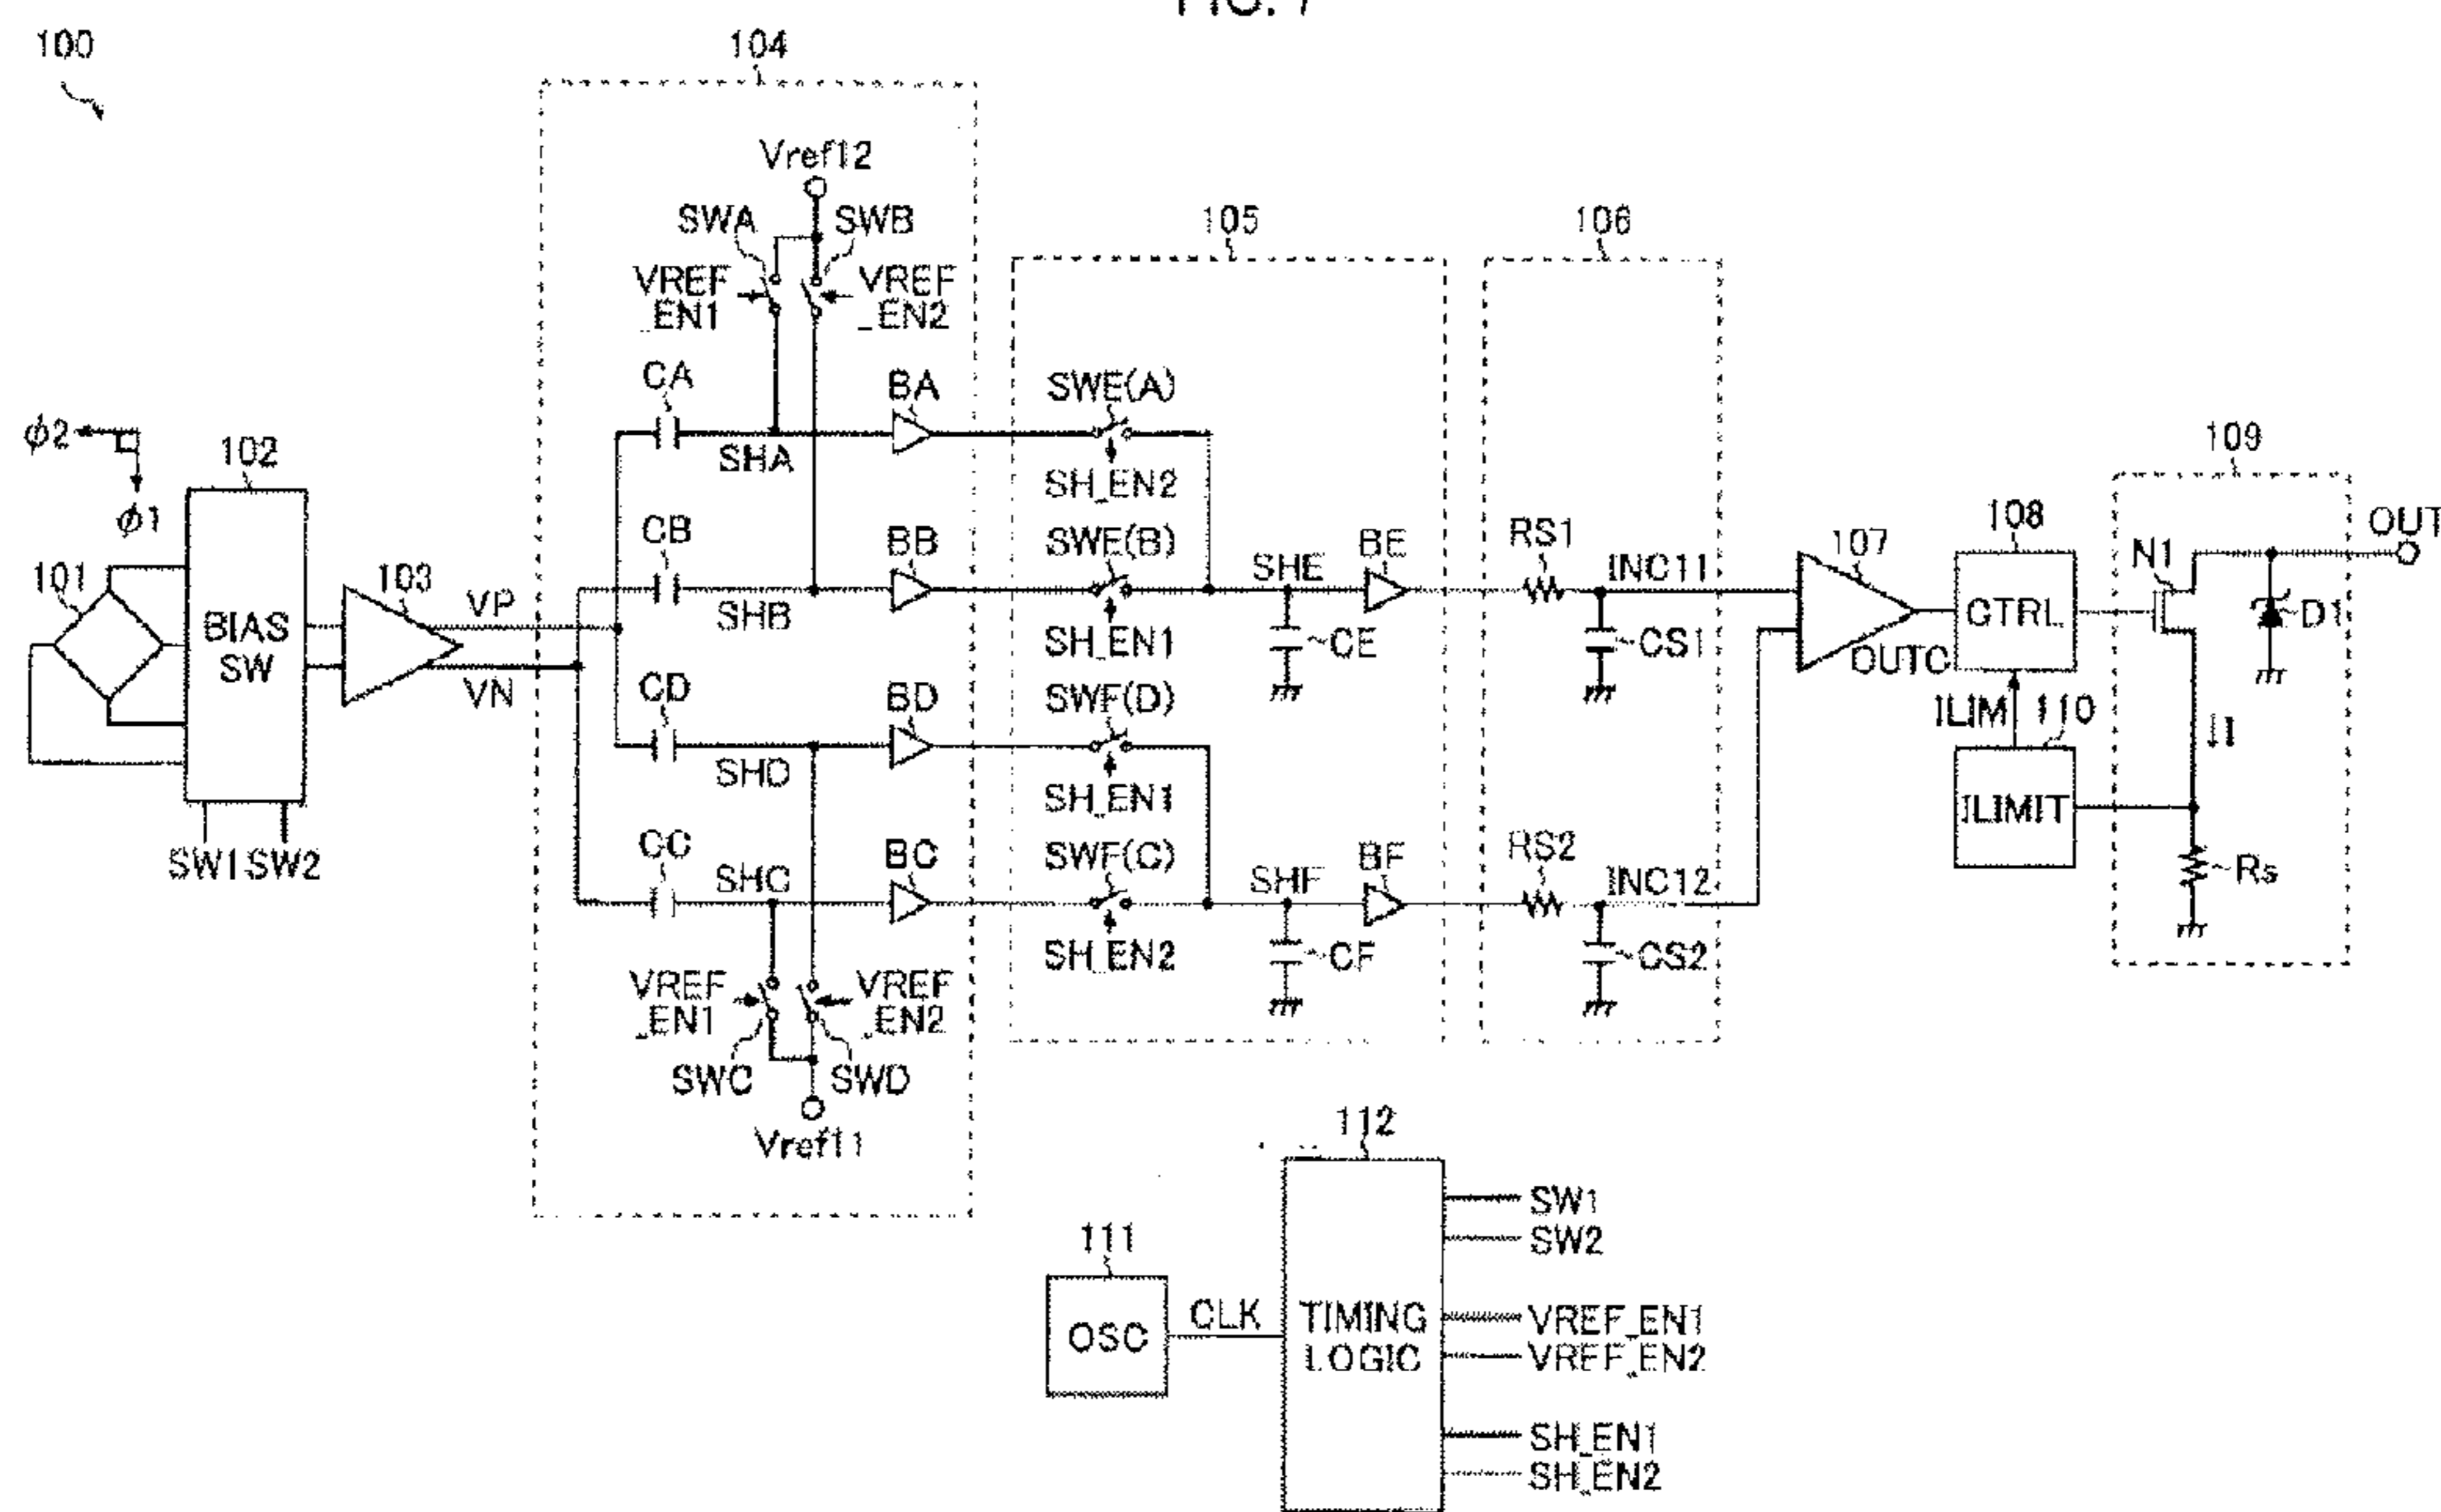 FIG. 7
100
104
Vref12
SWA
SWB
VREF
_EN1
VREF
_EN2
105
106
CA
BA
SWE(A)
SHA
SH_EN2
ϕ2
ϕ1
102
109
CB
BB
SWE(B)
RS1
108
OUT
101
103
VP
SHB
SH_EN1
SHE
BE
INC11
107
N1
BIAS
SW
CE
CS1
CTRL
D1
VN
CD
BD
SWF(D)
OUTC
SHD
SH_EN1
ILIM
110
↓I
SW1
SW2
CC
BC
SWF(C)
RS2
ILIMIT
SHC
SHF
BF
INC12
Rs
SH_EN2
CF
CS2
VREF
_EN1
VREF
_EN2
SWC
SWD
Vref11
112
SW1
SW2
111
OSC
CLK
TIMING
LOGIC
VREF_EN1
VREF_EN2
SH_EN1
SH_EN2